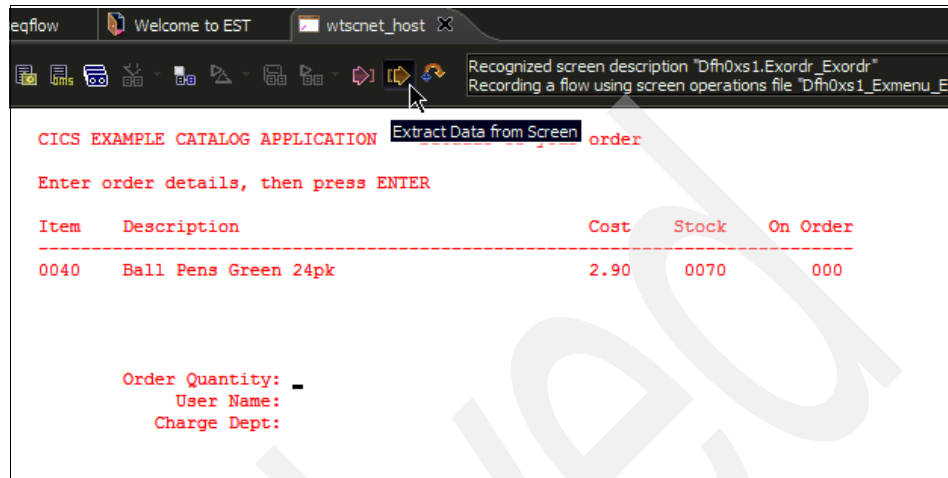 eqflow Welcome to EST wtscnet_host
Recognized screen description "Dfh0xs1.Exordr_Exordr"
Recording a flow using screen operations file "Dfh0xs1_Exmenu_E
Extract Data from Screen
CICS EXAMPLE CATALOG APPLICATION order
Enter order details, then press ENTER
Item Description Cost Stock On Order
0040 Ball Pens Green 24pk 2.90 0070 000
Order Quantity:
User Name:
Charge Dept: